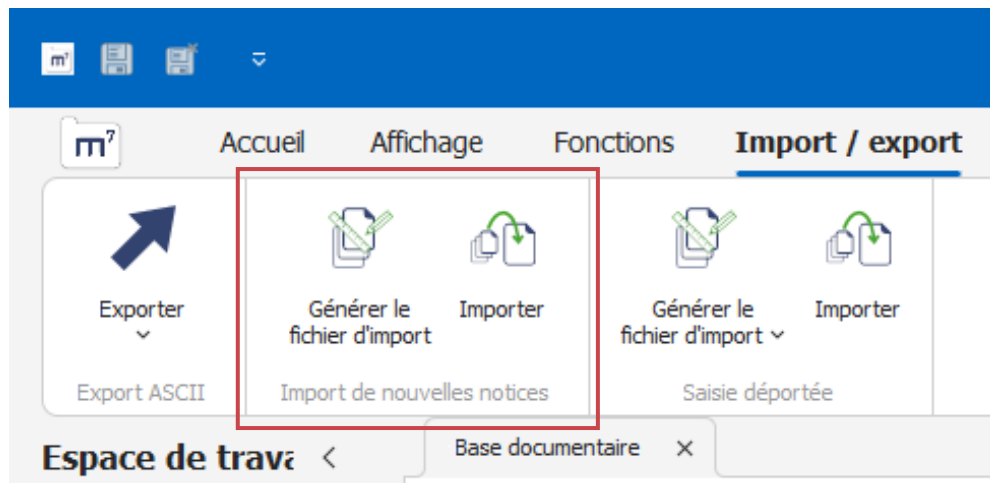 m7
m7
Accueil
Affichage
Fonctions
Import / export
Exporter
Générer le
fichier d'import
Importer
Générer le
fichier d'import
Importer
Export ASCII
Import de nouvelles notices
Saisie déportée
Espace de trava
Base documentaire